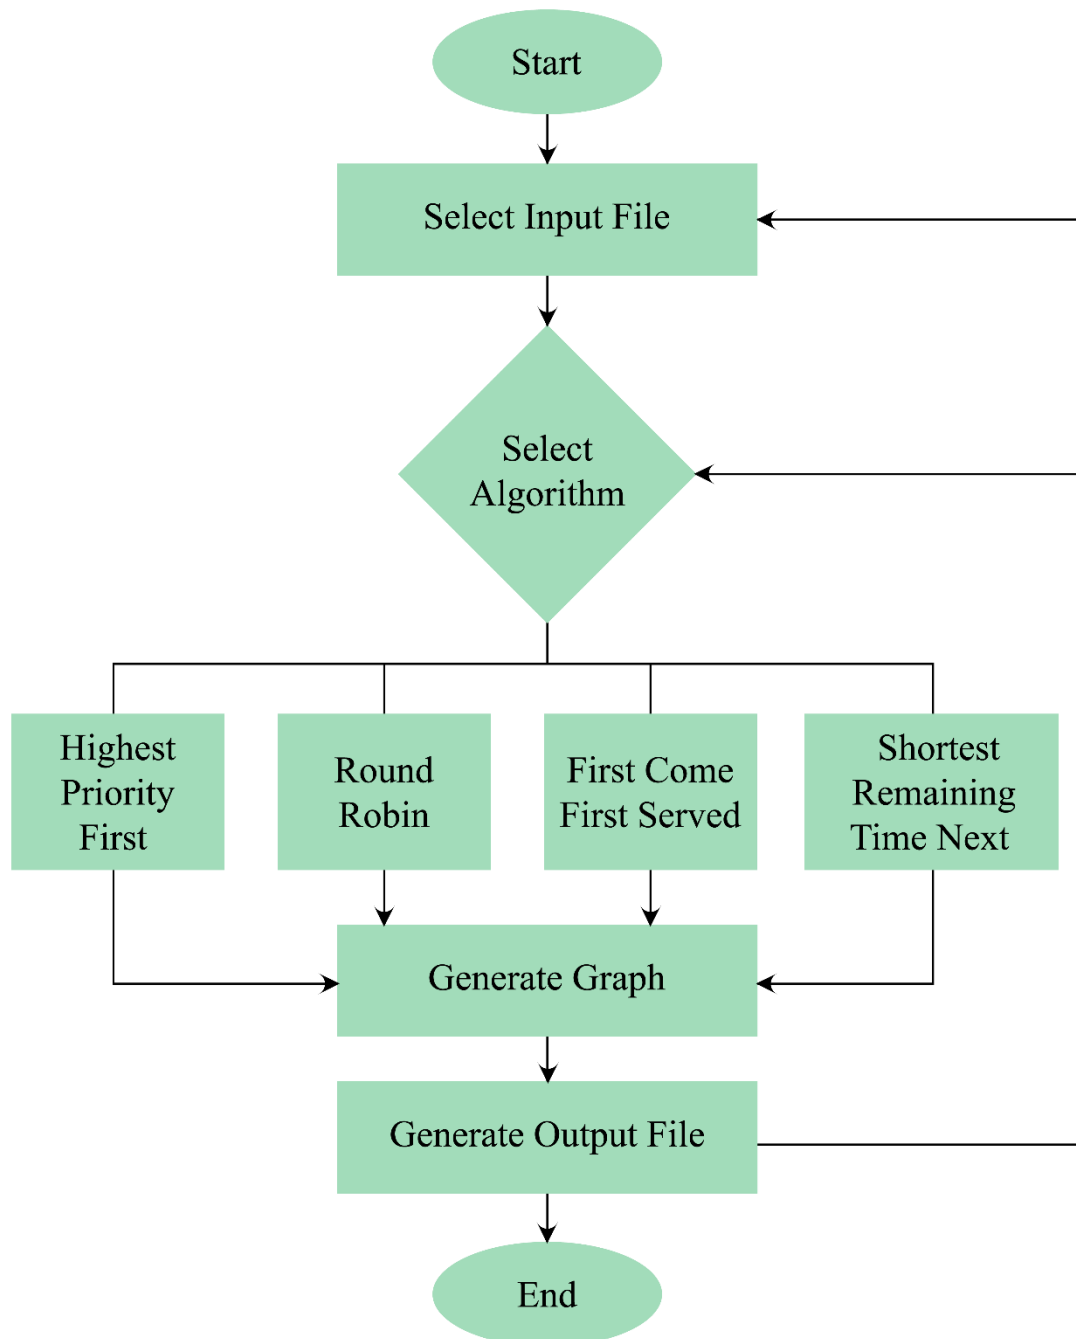 Start
Select Input File
Select
Algorithm
Highest
Priority
First
Round
Robin
First Come
First Served
Shortest
Remaining
Time Next
Generate Graph
Generate Output File
End